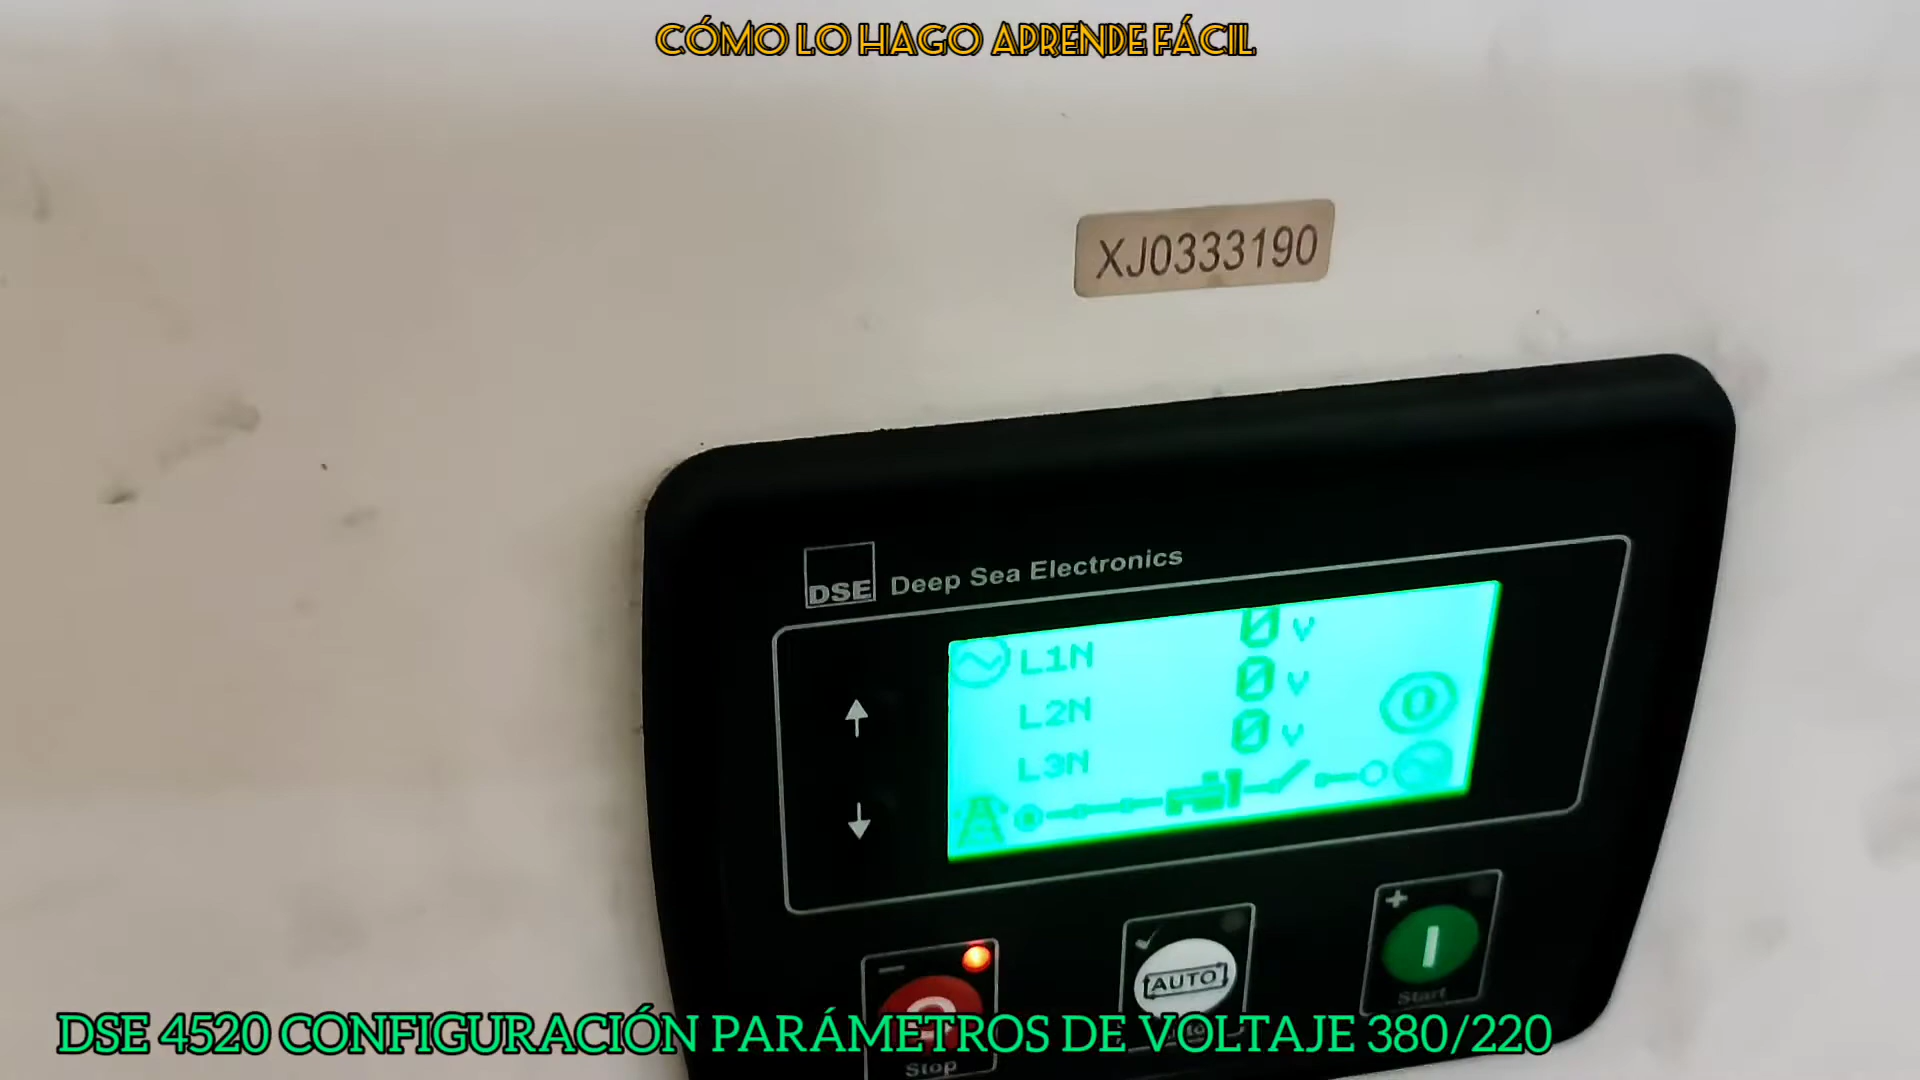 CÓMO LO HAGO APRENDE FÁCIL
XJ0333190
DSE Deep Sea Electronics
L1N 0 V
L2N 0 V
L3N 0 V
0
AUTO
Start
DSE 4520 CONFIGURACIÓN PARÁMETROS DE VOLTAJE 380/220
Stop